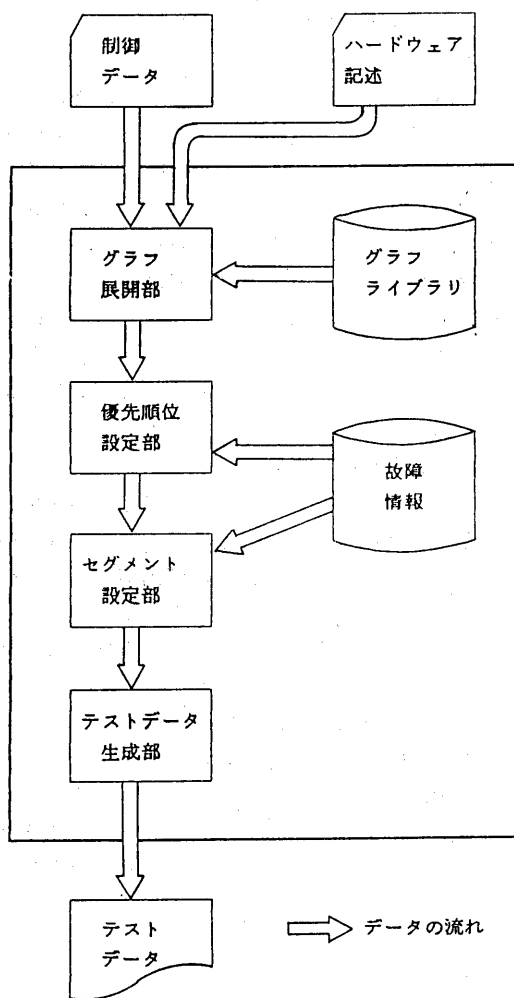 制御
データ
ハードウェア
記述
グラフ
展開部
グラフ
ライブラリ
優先順位
設定部
故障
情報
セグメント
設定部
テストデータ
生成部
テスト
データ
データの流れ